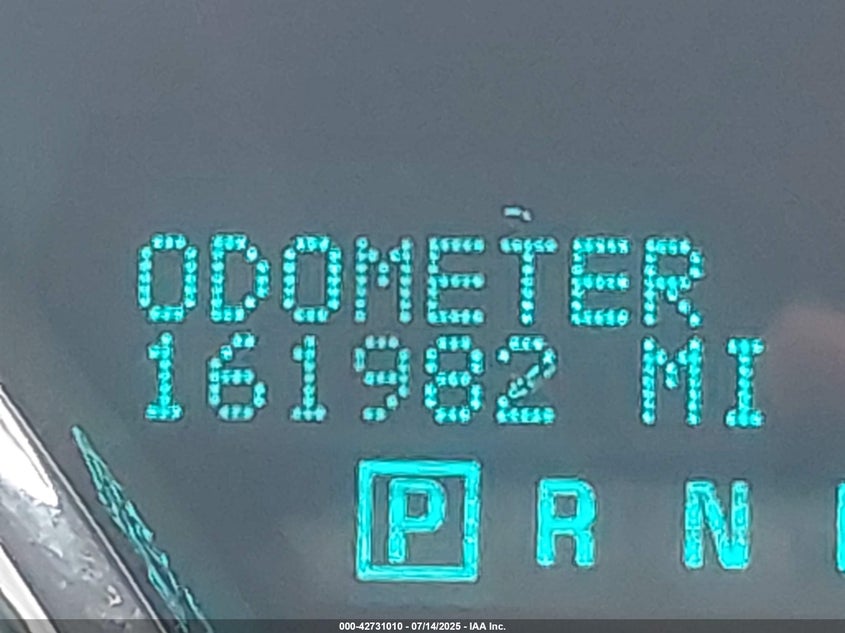 ODOMETER
161982 MI
P R N
000-42731010 - 07/14/2025 - IAA Inc.